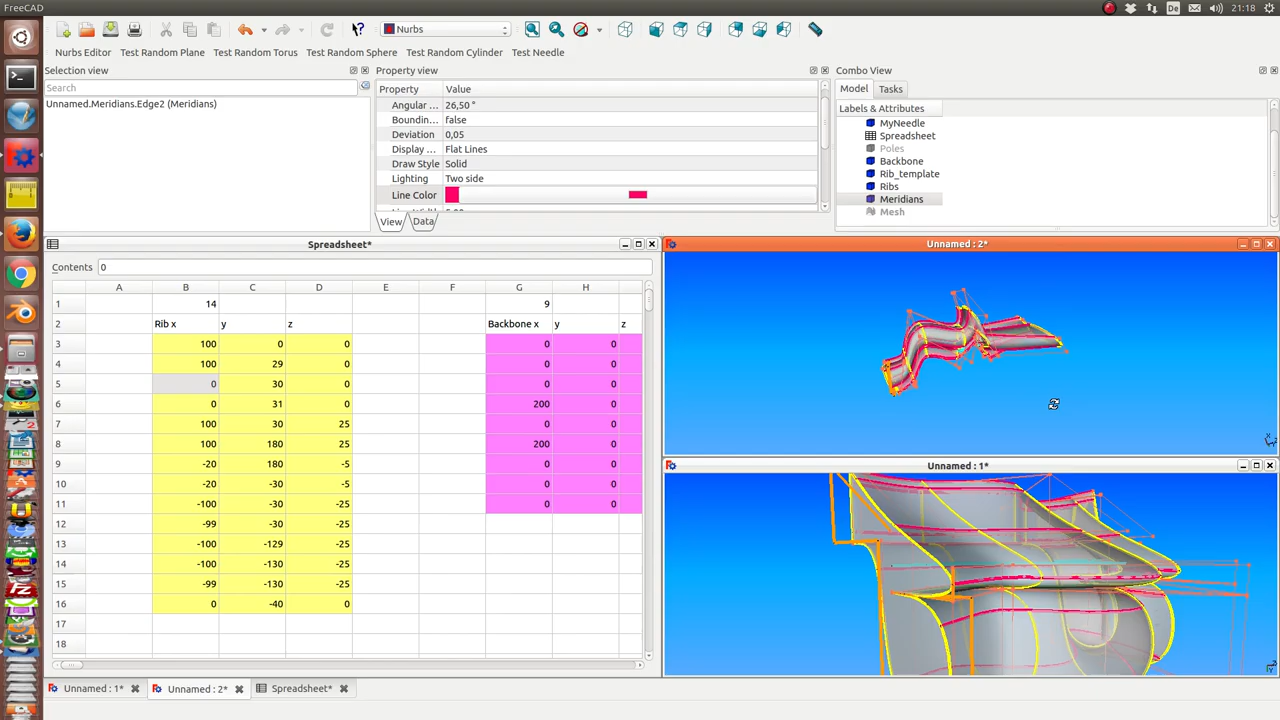 FreeCAD
De
21:18
Nurbs
Nurbs Editor Test Random Plane Test Random Torus Test Random Sphere Test Random Cylinder Test Needle
Selection view
Search
Unnamed.Meridians.Edge2 (Meridians)
Property view
Property Value
Angular ... 26,50 °
Boundin... false
Deviation 0,05
Display ... Flat Lines
Draw Style Solid
Lighting Two side
Line Color
View Data
Combo View
Model Tasks
Labels & Attributes
MyNeedle
Spreadsheet
Poles
Backbone
Rib_template
Ribs
Meridians
Mesh
Spreadsheet*
Contents 0
A B C D E F G H
1 14 9
2 Rib x y z Backbone x y z
3 100 0 0 0 0
4 100 29 0 0 0
5 0 30 0 0 0
6 0 31 0 200 0
7 100 30 25 0 0
8 100 180 25 200 0
9 -20 180 -5 0 0
10 -20 -30 -5 0 0
11 -100 -30 -25 0 0
12 -99 -30 -25
13 -100 -129 -25
14 -100 -130 -25
15 -99 -130 -25
16 0 -40 0
17
18
Unnamed : 2*
Unnamed : 1*
Unnamed : 1* Unnamed : 2* Spreadsheet*